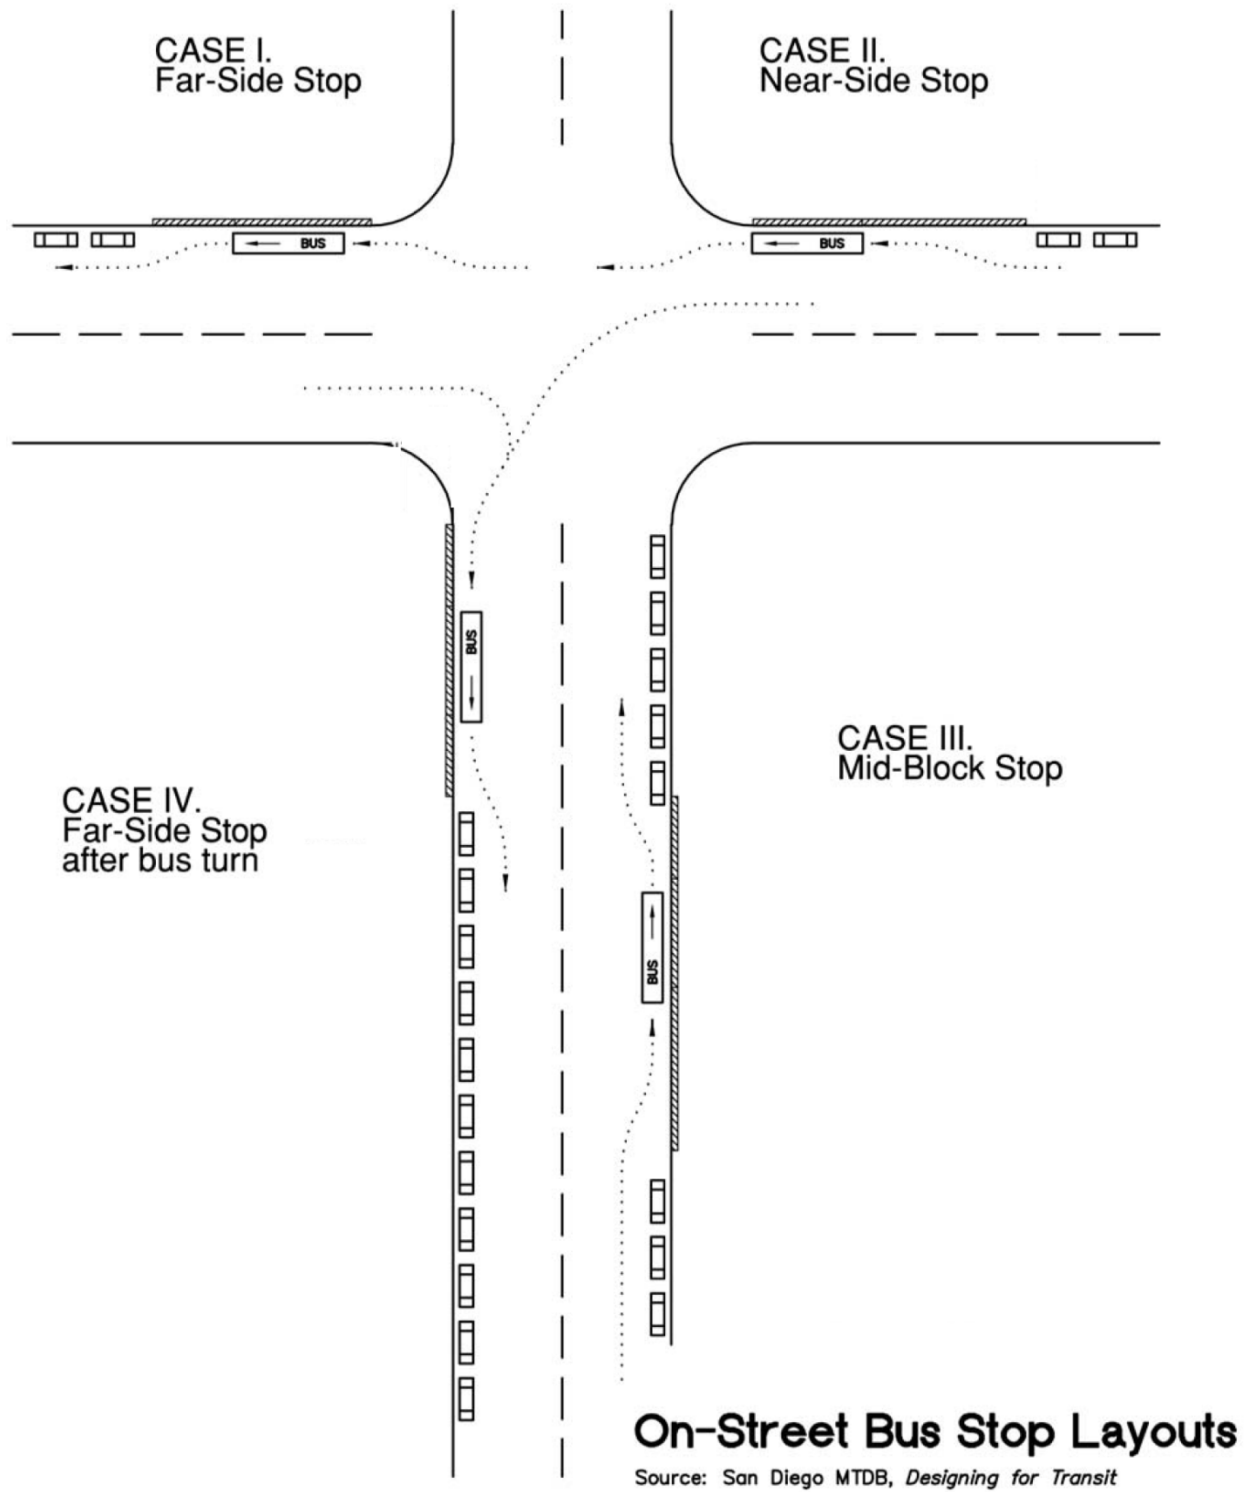 CASE I.
Far-Side Stop
CASE II.
Near-Side Stop
BUS
BUS
BUS
CASE III.
Mid-Block Stop
CASE IV.
Far-Side Stop
after bus turn
BUS
On-Street Bus Stop Layouts
Source: San Diego MTDB, Designing for Transit